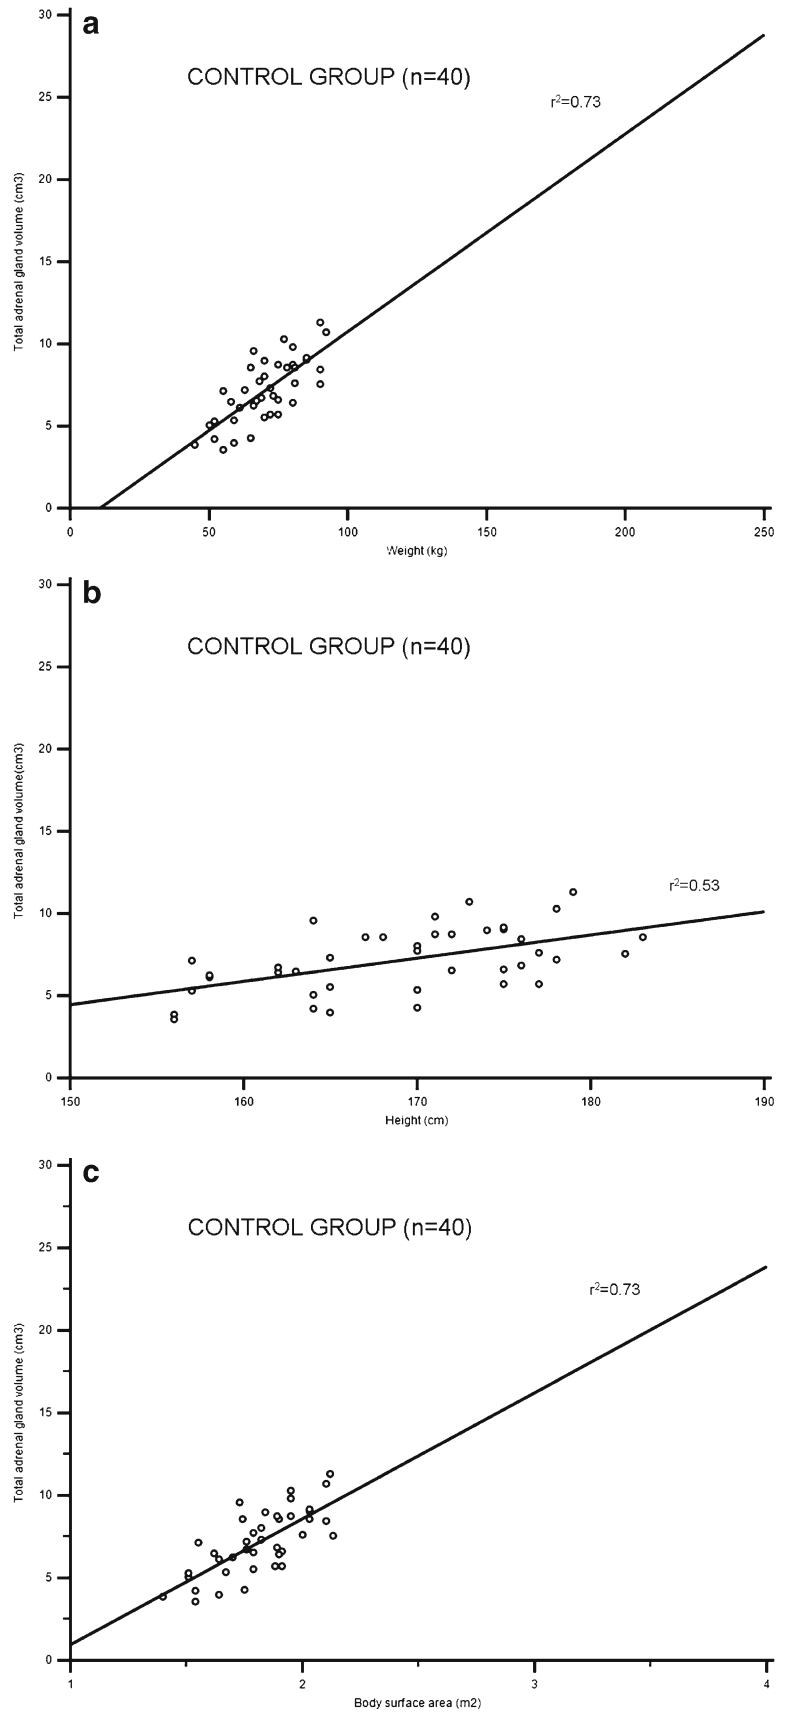 a
30
CONTROL GROUP (n=40)
r²=0.73
25
20
15
10
5
0
Total adrenal gland volume (cm3)
0 50 100 150 200 250
Weight (kg)
b
30
CONTROL GROUP (n=40)
25
20
15
r²=0.53
10
5
0
Total adrenal gland volume(cm3)
150 160 170 180 190
Height (cm)
c
30
CONTROL GROUP (n=40)
25
r²=0.73
20
15
10
5
0
Total adrenal gland volume (cm3)
1 2 3 4
Body surface area (m2)